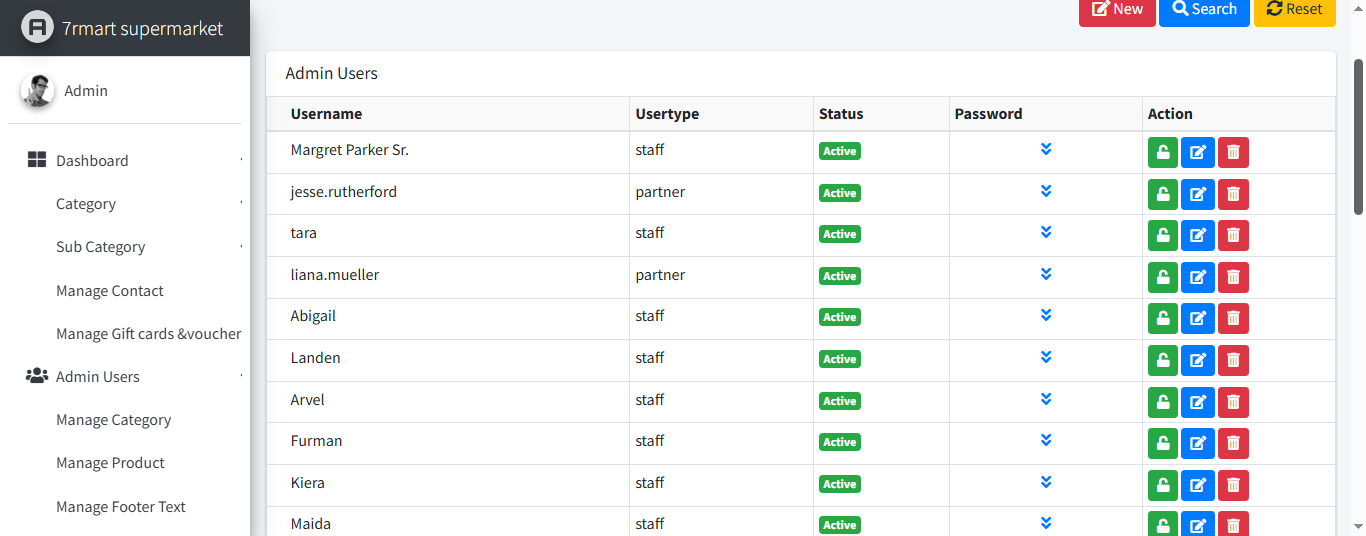 7rmart supermarket
Admin
Dashboard
Category
Sub Category
Manage Contact
Manage Gift cards &voucher
Admin Users
Manage Category
Manage Product
Manage Footer Text
New Search Reset
Admin Users
Username Usertype Status Password Action
Margret Parker Sr. staff Active
jesse.rutherford partner Active
tara staff Active
liana.mueller partner Active
Abigail staff Active
Landen staff Active
Arvel staff Active
Furman staff Active
Kiera staff Active
Maida staff Active